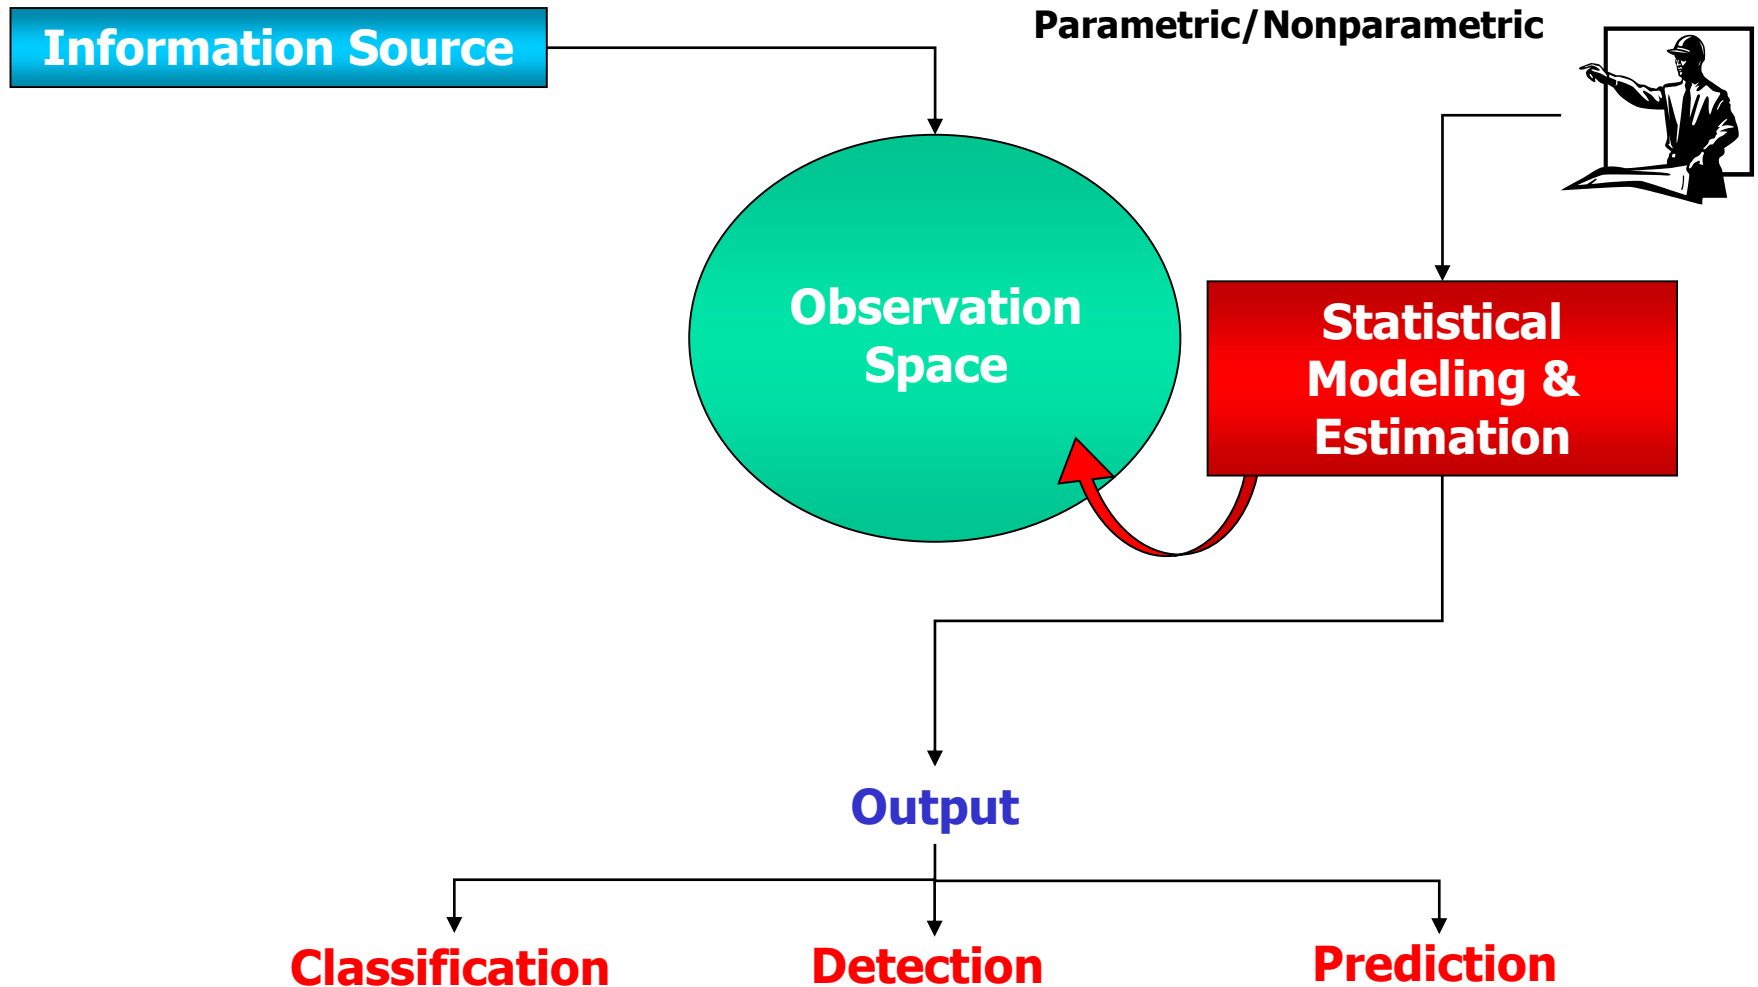 Information Source
Parametric/Nonparametric
Observation
Space
Statistical
Modeling &
Estimation
Output
Classification
Detection
Prediction